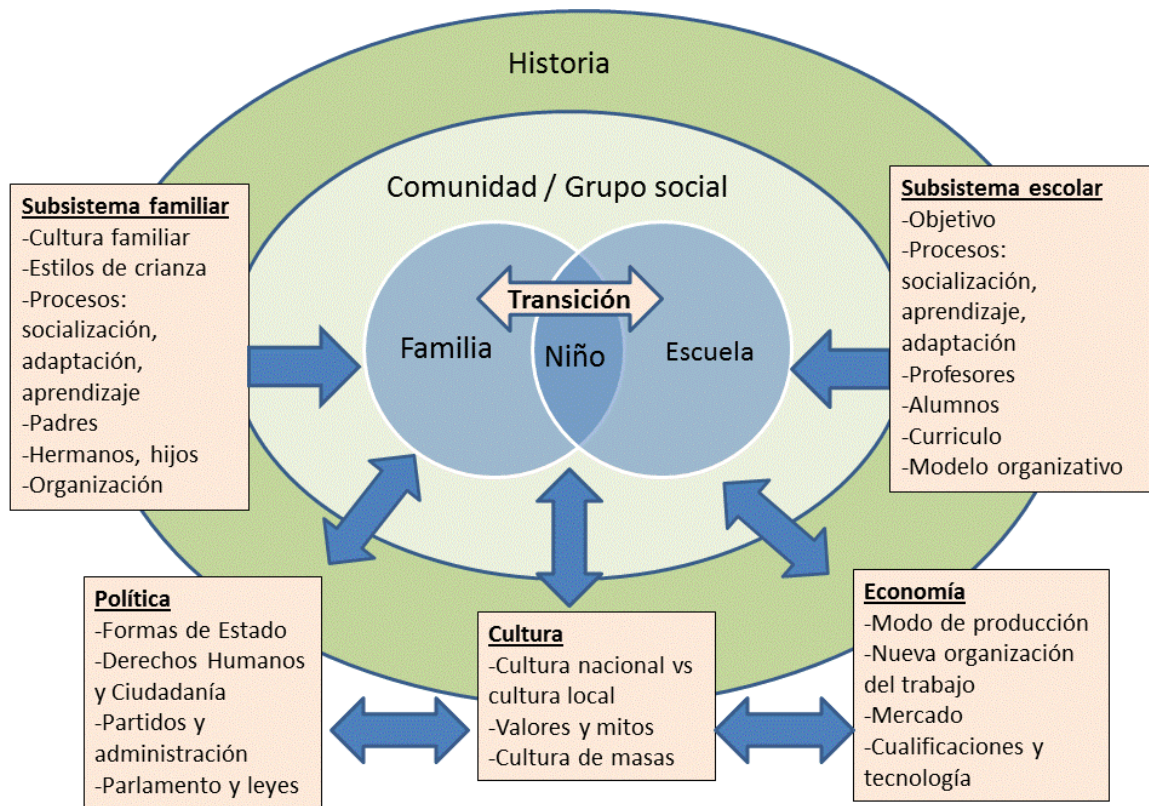 Historia
Comunidad / Grupo social
Subsistema familiar
-Cultura familiar
-Estilos de crianza
-Procesos:
socialización,
adaptación,
aprendizaje
-Padres
-Hermanos, hijos
-Organización
Transición
Familia
Niño
Escuela
Subsistema escolar
-Objetivo
-Procesos:
socialización,
aprendizaje,
adaptación
-Profesores
-Alumnos
-Curriculo
-Modelo organizativo
Política
-Formas de Estado
-Derechos Humanos
y Ciudadanía
-Partidos y
administración
-Parlamento y leyes
Cultura
-Cultura nacional vs
cultura local
-Valores y mitos
-Cultura de masas
Economía
-Modo de producción
-Nueva organización
del trabajo
-Mercado
-Cualificaciones y
tecnología